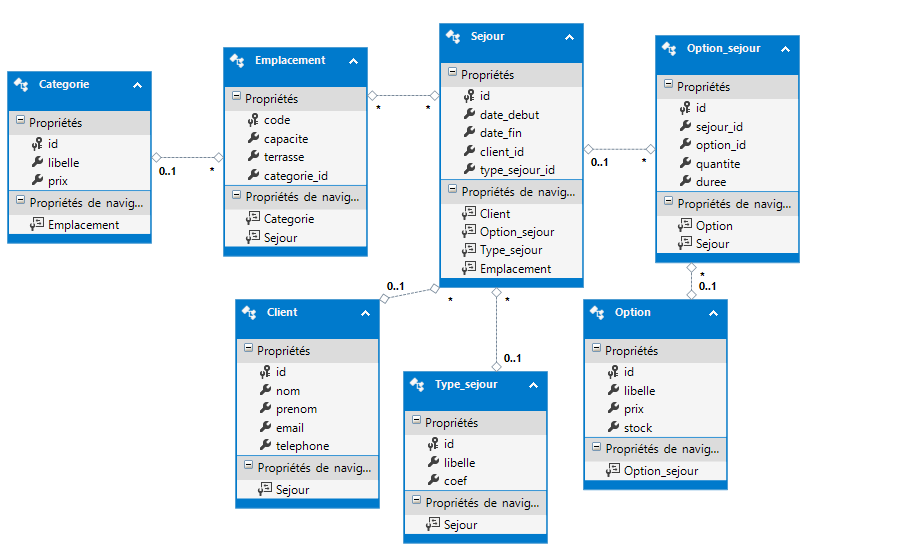 Categorie
Propriétés
id
libelle
prix
Propriétés de navig...
Emplacement
0..1
*
Emplacement
Propriétés
code
capacite
terrasse
categorie_id
Propriétés de navig...
Categorie
Sejour
*
*
Sejour
Propriétés
id
date_debut
date_fin
client_id
type_sejour_id
Propriétés de navig...
Client
Option_sejour
Type_sejour
Emplacement
0..1
*
Option_sejour
Propriétés
id
sejour_id
option_id
quantite
duree
Propriétés de navig...
Option
Sejour
0..1
*
*
0..1
*
0..1
Client
Propriétés
id
nom
prenom
email
telephone
Propriétés de navig...
Sejour
Type_sejour
Propriétés
id
libelle
coef
Propriétés de navig...
Sejour
Option
Propriétés
id
libelle
prix
stock
Propriétés de navig...
Option_sejour